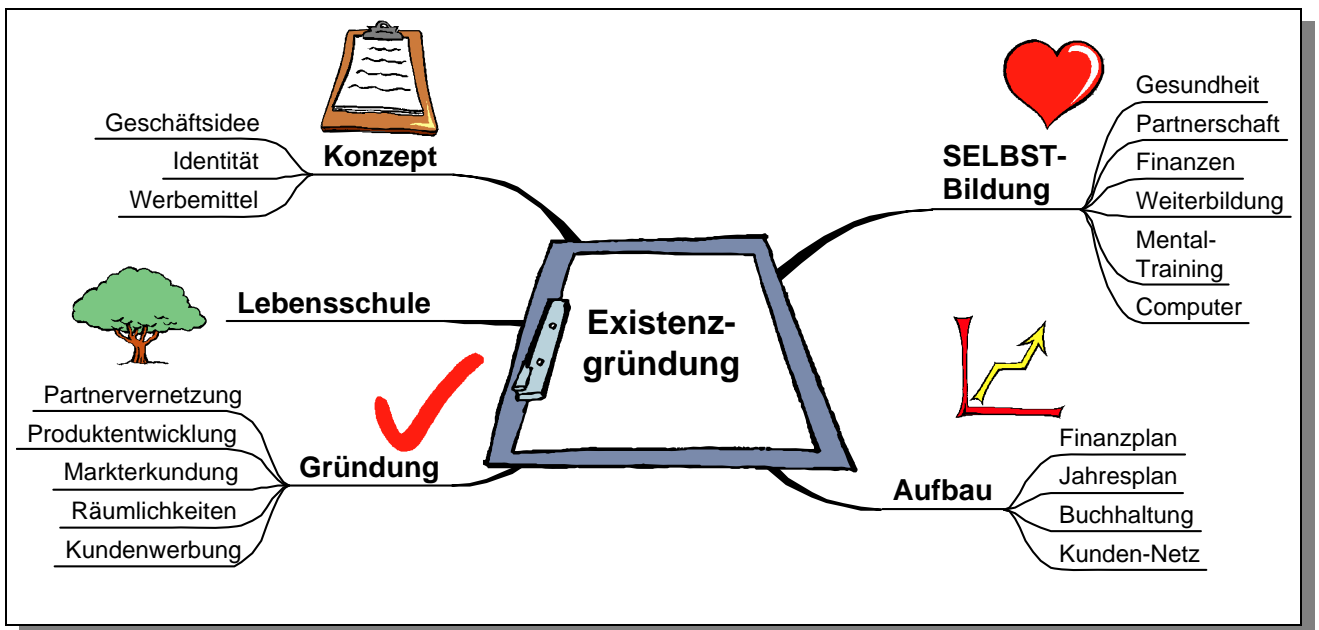 Existenz-
gründung
Konzept
Geschäftsidee
Identität
Werbemittel
Lebensschule
Gründung
Partnervernetzung
Produktentwicklung
Markterkundung
Räumlichkeiten
Kundenwerbung
SELBST-
Bildung
Gesundheit
Partnerschaft
Finanzen
Weiterbildung
Mental-
Training
Computer
Aufbau
Finanzplan
Jahresplan
Buchhaltung
Kunden-Netz